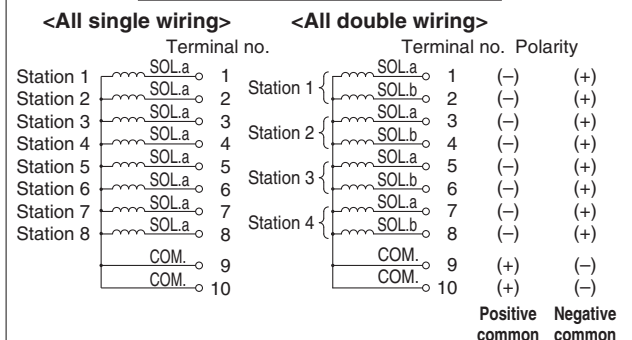 <All single wiring> <All double wiring>
Terminal no. Terminal no. Polarity
Station 1 SOL.a 1 Station 1 SOL.a 1 (–) (+)
Station 2 SOL.a 2 SOL.b 2 (–) (+)
Station 3 SOL.a 3 Station 2 SOL.a 3 (–) (+)
Station 4 SOL.a 4 SOL.b 4 (–) (+)
Station 5 SOL.a 5 Station 3 SOL.a 5 (–) (+)
Station 6 SOL.a 6 SOL.b 6 (–) (+)
Station 7 SOL.a 7 Station 4 SOL.a 7 (–) (+)
Station 8 SOL.a 8 SOL.b 8 (–) (+)
COM. 9 COM. 9 (+) (–)
COM. 10 COM. 10 (+) (–)
Positive Negative
common common